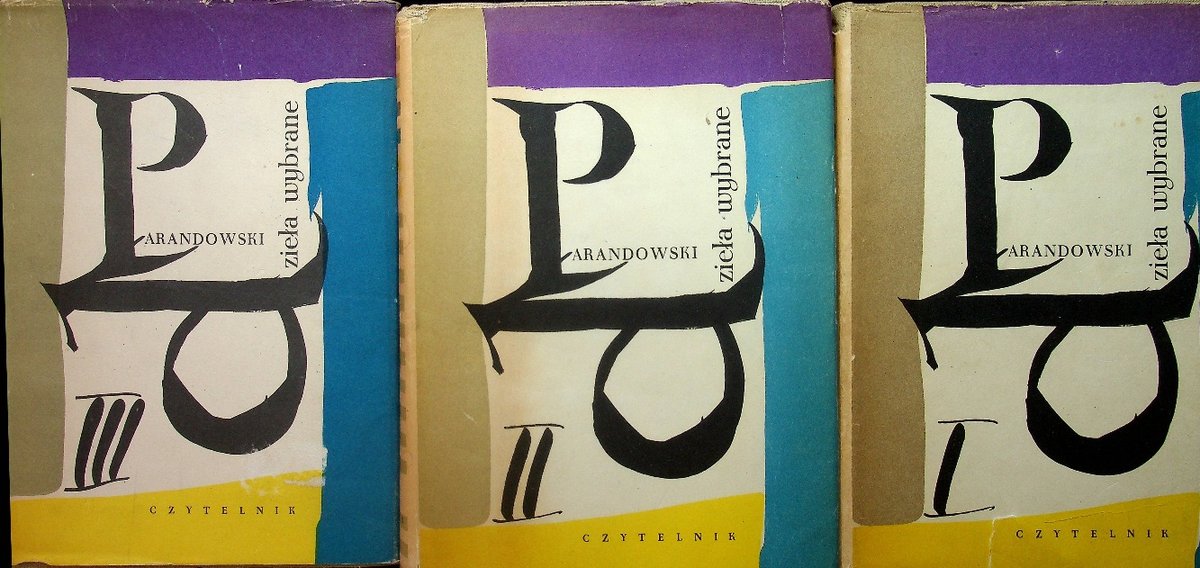 PARANDOWSKI
Dzieła wybrane
III
CZYTELNIK
PARANDOWSKI
Dzieła wybrane
II
CZYTELNIK
PARANDOWSKI
Dzieła wybrane
I
CZYTELNIK